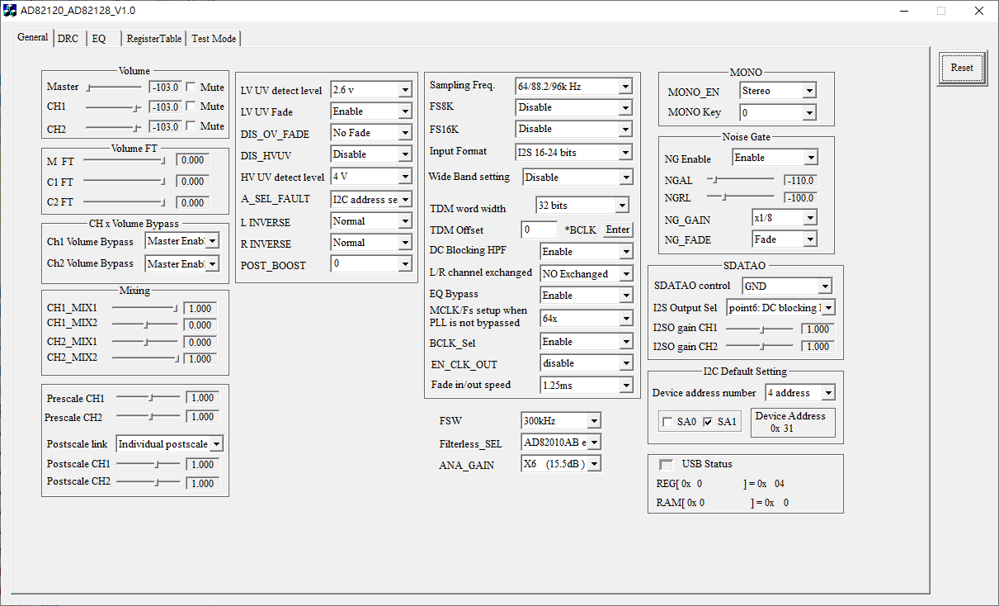 AD82120_AD82128_V1.0
General
DRC
EQ
RegisterTable
Test Mode
Reset
Volume
Master -103.0 Mute
CH1 -103.0 Mute
CH2 -103.0 Mute
Volume FT
M FT 0.000
C1 FT 0.000
C2 FT 0.000
CH x Volume Bypass
Ch1 Volume Bypass Master Enabl
Ch2 Volume Bypass Master Enabl
Mixing
CH1_MIX1 1.000
CH1_MIX2 0.000
CH2_MIX1 0.000
CH2_MIX2 1.000
Prescale CH1 1.000
Prescale CH2 1.000
Postscale link Individual postscale
Postscale CH1 1.000
Postscale CH2 1.000
LV UV detect level 2.6 v
LV UV Fade Enable
DIS_OV_FADE No Fade
DIS_HVUV Disable
HV UV detect level 4 V
A_SEL_FAULT I2C address se
L INVERSE Normal
R INVERSE Normal
POST_BOOST 0
Sampling Freq. 64/88.2/96k Hz
FS8K Disable
FS16K Disable
Input Format I2S 16-24 bits
Wide Band setting Disable
TDM word width 32 bits
TDM Offset 0 *BCLK Enter
DC Blocking HPF Enable
L/R channel exchanged NO Exchanged
EQ Bypass Enable
MCLK/Fs setup when
PLL is not bypassed 64x
BCLK_Sel Enable
EN_CLK_OUT disable
Fade in/out speed 1.25ms
FSW 300kHz
Filterless_SEL AD82010AB e
ANA_GAIN X6 (15.5dB )
MONO
MONO_EN Stereo
MONO Key 0
Noise Gate
NG Enable Enable
NGAL -110.0
NGRL -100.0
NG_GAIN x1/8
NG_FADE Fade
SDATAO
SDATAO control GND
I2S Output Sel point6: DC blocking l
I2SO gain CH1 1.000
I2SO gain CH2 1.000
I2C Default Setting
Device address number 4 address
SA0 SA1
Device Address
0x 31
USB Status
REG[ 0x 0 ] = 0x 04
RAM[ 0x 0 ] = 0x 0